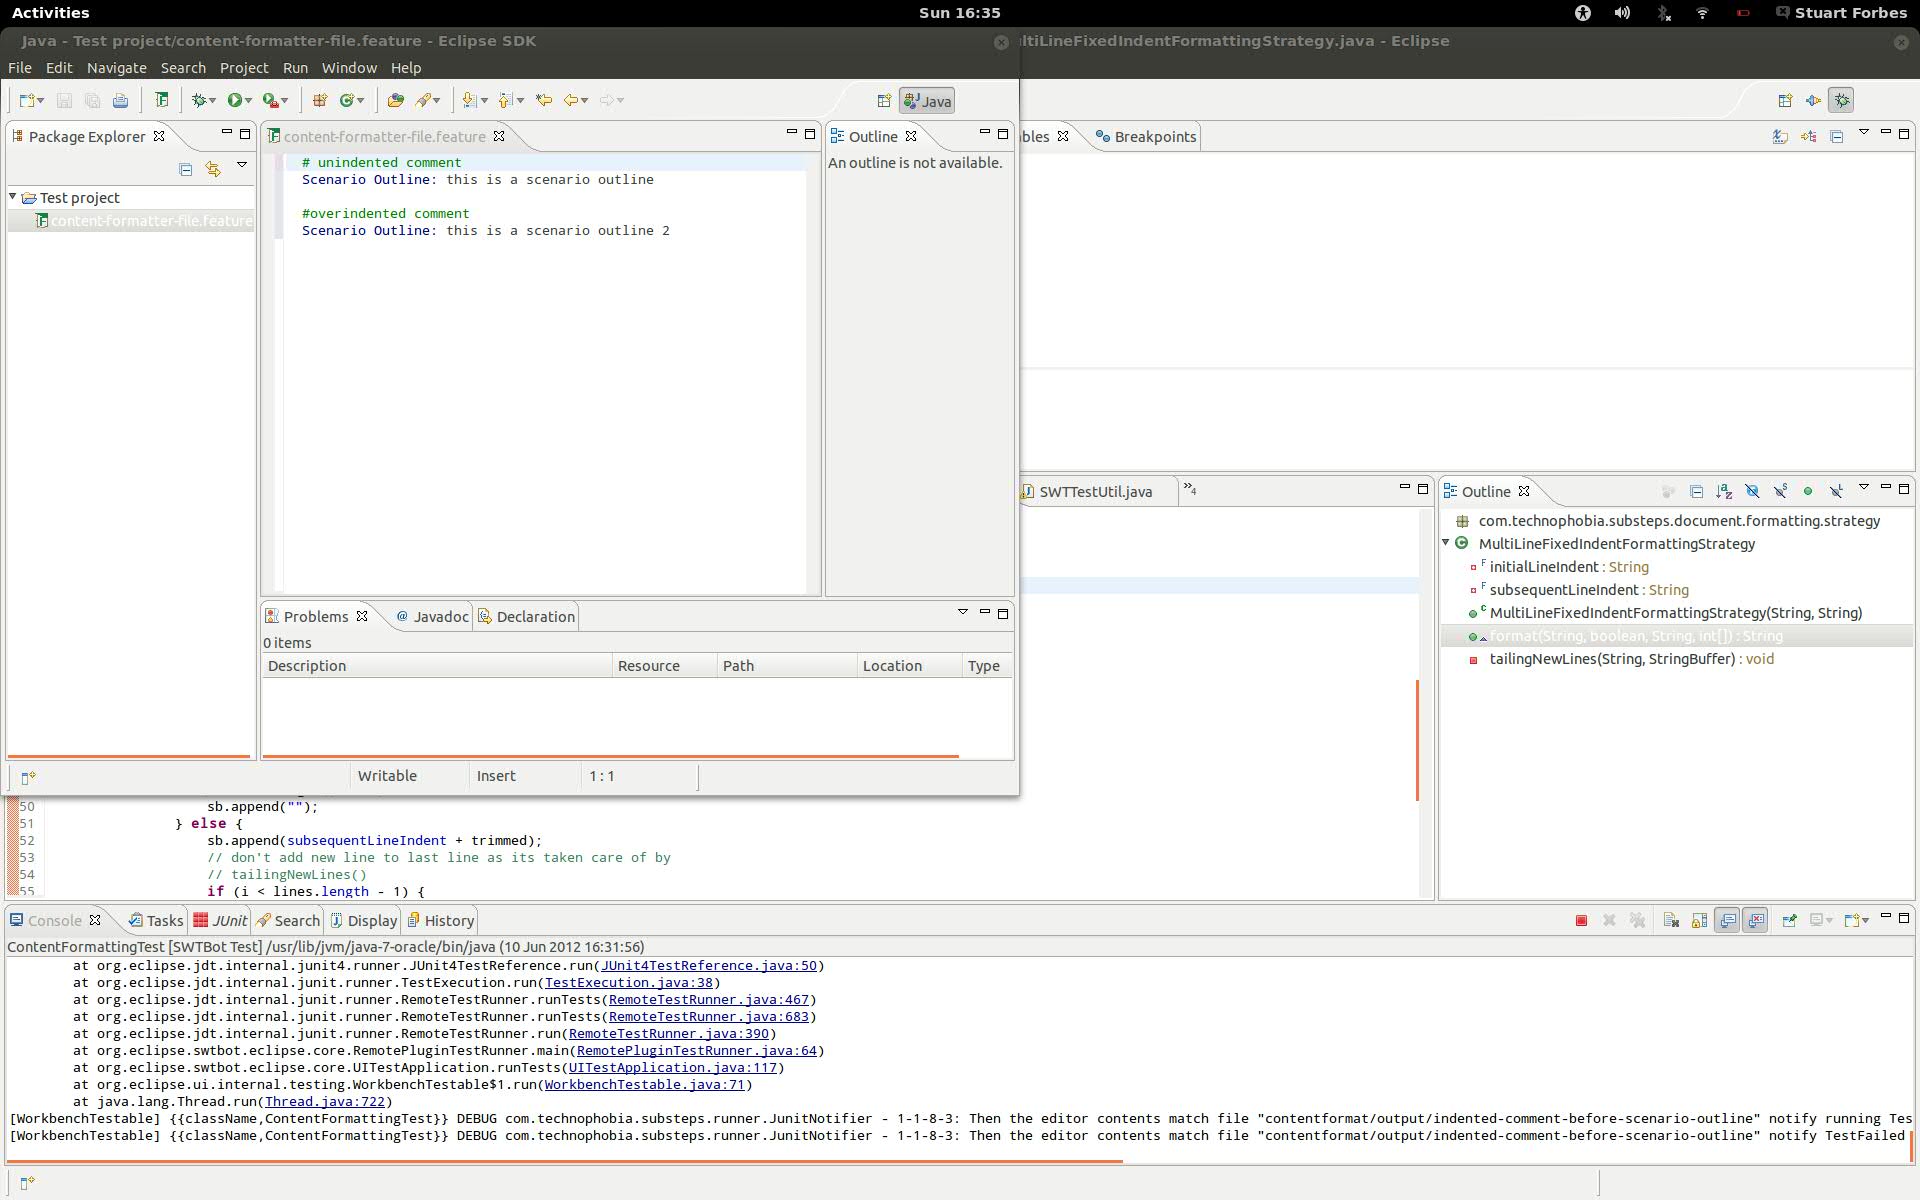 Activities
Sun 16:35
Stuart Forbes
Java - Test project/content-formatter-file.feature - Eclipse SDK
ltiLineFixedIndentFormattingStrategy.java - Eclipse
File Edit Navigate Search Project Run Window Help
Java
Package Explorer
Test project
content-formatter-file.feature
content-formatter-file.feature
# unindented comment
Scenario Outline: this is a scenario outline
#overindented comment
Scenario Outline: this is a scenario outline 2
Outline
An outline is not available.
bles
Breakpoints
Problems
Javadoc
Declaration
0 items
Description Resource Path Location Type
Writable Insert 1 : 1
SWTTestUtil.java
4
Outline
com.technophobia.substeps.document.formatting.strategy
MultiLineFixedIndentFormattingStrategy
initialLineIndent : String
subsequentLineIndent : String
MultiLineFixedIndentFormattingStrategy(String, String)
format(String, boolean, String, int[]) : String
tailingNewLines(String, StringBuffer) : void
50 sb.append("");
51 } else {
52 sb.append(subsequentLineIndent + trimmed);
53 // don't add new line to last line as its taken care of by
54 // tailingNewLines()
55 if (i < lines.length - 1) {
Console Tasks JUnit Search Display History
ContentFormattingTest [SWTBot Test] /usr/lib/jvm/java-7-oracle/bin/java (10 Jun 2012 16:31:56)
at org.eclipse.jdt.internal.junit4.runner.JUnit4TestReference.run(JUnit4TestReference.java:50)
at org.eclipse.jdt.internal.junit.runner.TestExecution.run(TestExecution.java:38)
at org.eclipse.jdt.internal.junit.runner.RemoteTestRunner.runTests(RemoteTestRunner.java:467)
at org.eclipse.jdt.internal.junit.runner.RemoteTestRunner.runTests(RemoteTestRunner.java:683)
at org.eclipse.jdt.internal.junit.runner.RemoteTestRunner.run(RemoteTestRunner.java:390)
at org.eclipse.swtbot.eclipse.core.RemotePluginTestRunner.main(RemotePluginTestRunner.java:64)
at org.eclipse.swtbot.eclipse.core.UITestApplication.runTests(UITestApplication.java:117)
at org.eclipse.ui.internal.testing.WorkbenchTestable$1.run(WorkbenchTestable.java:71)
at java.lang.Thread.run(Thread.java:722)
[WorkbenchTestable] {{className,ContentFormattingTest}} DEBUG com.technophobia.substeps.runner.JunitNotifier - 1-1-8-3: Then the editor contents match file "contentformat/output/indented-comment-before-scenario-outline" notify running Tes
[WorkbenchTestable] {{className,ContentFormattingTest}} DEBUG com.technophobia.substeps.runner.JunitNotifier - 1-1-8-3: Then the editor contents match file "contentformat/output/indented-comment-before-scenario-outline" notify TestFailed